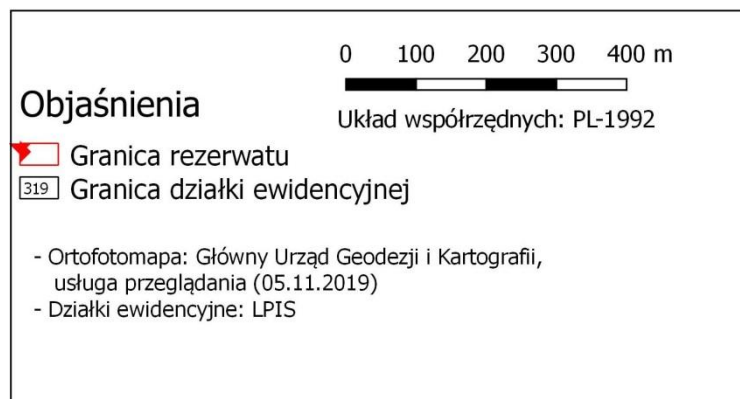 0 100 200 300 400 m
Objaśnienia
Układ współrzędnych: PL-1992
Granica rezerwatu
319 Granica działki ewidencyjnej
- Ortofotomapa: Główny Urząd Geodezji i Kartografii,
usługa przeglądania (05.11.2019)
- Działki ewidencyjne: LPIS